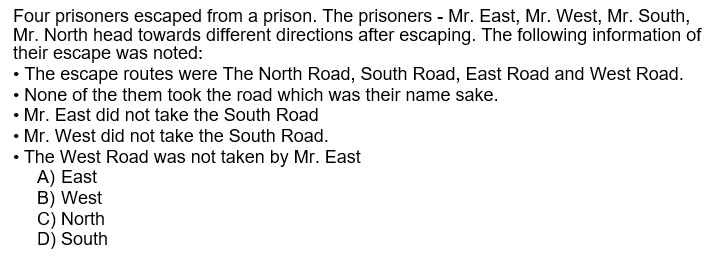 Four prisoners escaped from a prison. The prisoners - Mr. East, Mr. West, Mr. South,
Mr. North head towards different directions after escaping. The following information of
their escape was noted:
• The escape routes were The North Road, South Road, East Road and West Road.
• None of the them took the road which was their name sake.
• Mr. East did not take the South Road
• Mr. West did not take the South Road.
• The West Road was not taken by Mr. East
A) East
B) West
C) North
D) South